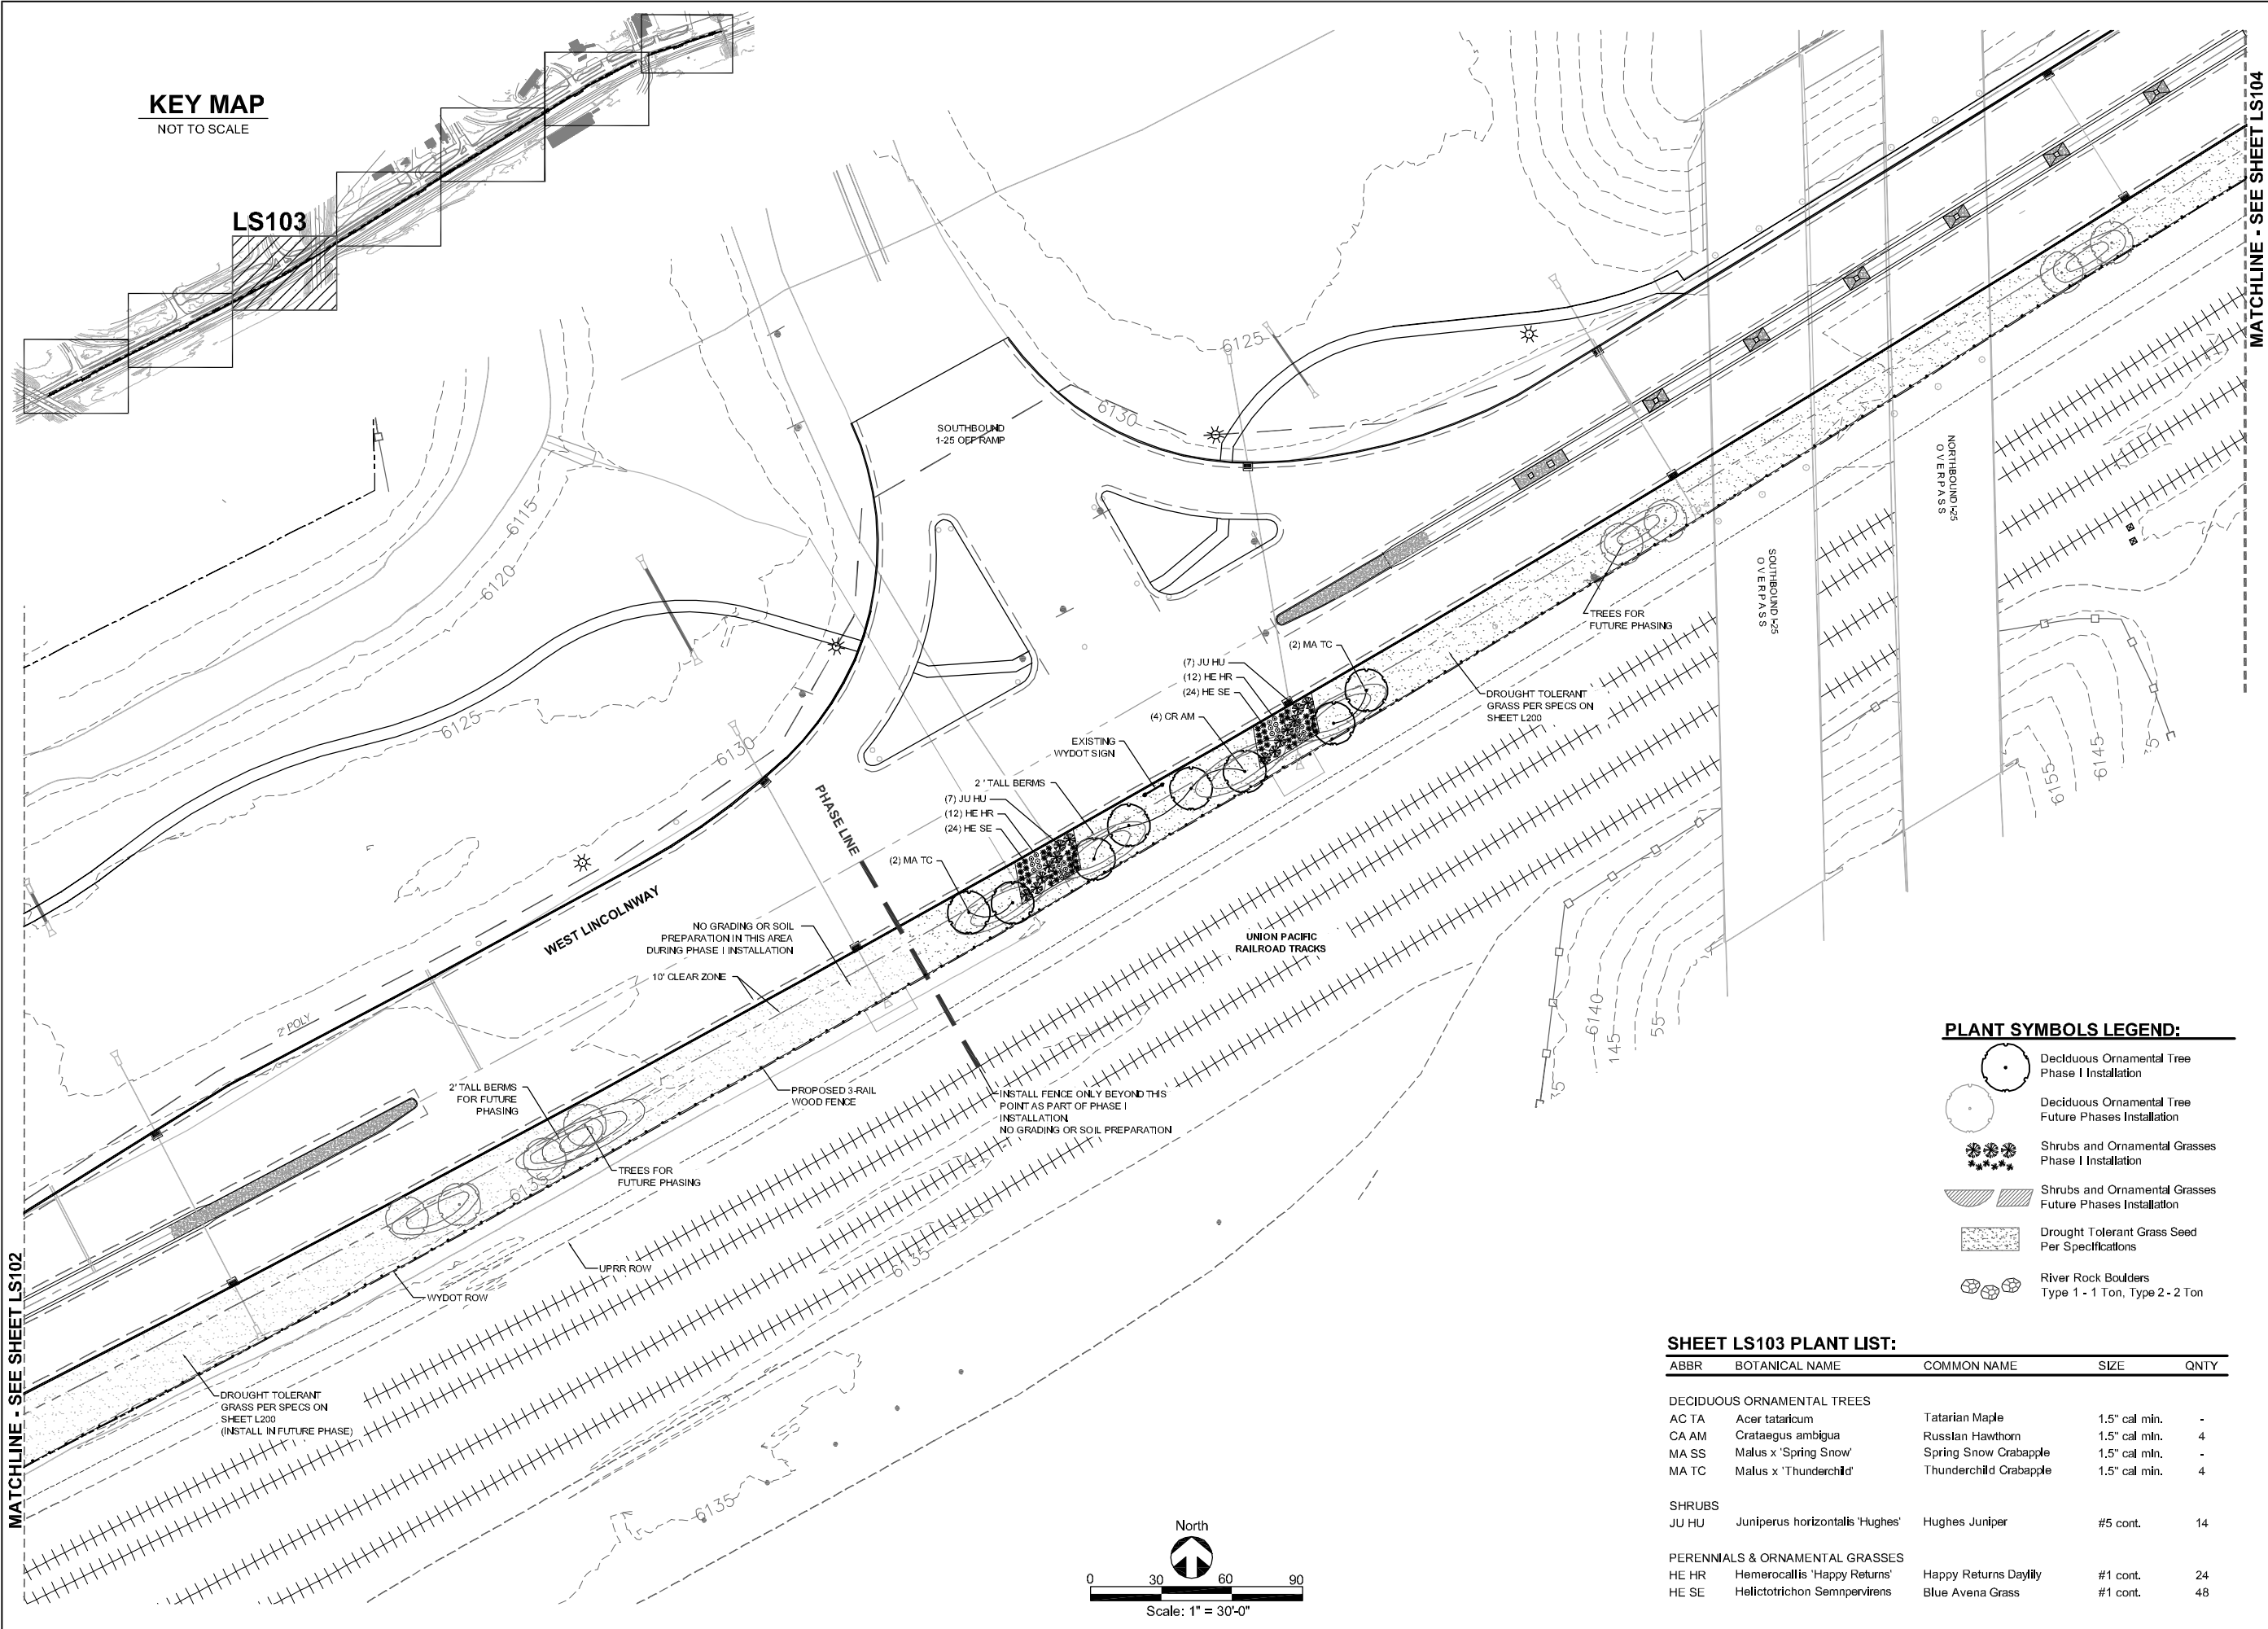 KEY MAP
NOT TO SCALE
LS103
MATCHLINE - SEE SHEET LS104
MATCHLINE - SEE SHEET LS102
SOUTHBOUND
1-25 OFF RAMP
6125
6130
6115
6120
6125
6130
NORTHBOUND I-25
OVERPASS
SOUTHBOUND I-25
OVERPASS
TREES FOR
FUTURE PHASING
(2) MA TC
(7) JU HU
(12) HE HR
(24) HE SE
(4) CR AM
DROUGHT TOLERANT
GRASS PER SPECS ON
SHEET L200
EXISTING
WYDOT SIGN
2 ' TALL BERMS
(7) JU HU
(12) HE HR
(24) HE SE
(2) MA TC
PHASE LINE
WEST LINCOLNWAY
NO GRADING OR SOIL
PREPARATION IN THIS AREA
DURING PHASE I INSTALLATION
10' CLEAR ZONE
UNION PACIFIC
RAILROAD TRACKS
2" POLY
2' TALL BERMS
FOR FUTURE
PHASING
PROPOSED 3-RAIL
WOOD FENCE
INSTALL FENCE ONLY BEYOND THIS
POINT AS PART OF PHASE I
INSTALLATION.
NO GRADING OR SOIL PREPARATION
TREES FOR
FUTURE PHASING
6135
UPRR ROW
WYDOT ROW
6135
6135
DROUGHT TOLERANT
GRASS PER SPECS ON
SHEET L200
(INSTALL IN FUTURE PHASE)
6155
6145
35
6140
145
55
35
PLANT SYMBOLS LEGEND:
Deciduous Ornamental Tree
Phase I Installation
Deciduous Ornamental Tree
Future Phases Installation
Shrubs and Ornamental Grasses
Phase I Installation
Shrubs and Ornamental Grasses
Future Phases Installation
Drought Tolerant Grass Seed
Per Specifications
River Rock Boulders
Type 1 - 1 Ton, Type 2 - 2 Ton
SHEET LS103 PLANT LIST:
ABBR BOTANICAL NAME COMMON NAME SIZE QNTY
DECIDUOUS ORNAMENTAL TREES
AC TA Acer tataricum Tatarian Maple 1.5" cal min. -
CA AM Crataegus ambigua Russian Hawthorn 1.5" cal min. 4
MA SS Malus x 'Spring Snow' Spring Snow Crabapple 1.5" cal min. -
MA TC Malus x 'Thunderchild' Thunderchild Crabapple 1.5" cal min. 4
SHRUBS
JU HU Juniperus horizontalis 'Hughes' Hughes Juniper #5 cont. 14
PERENNIALS & ORNAMENTAL GRASSES
HE HR Hemerocallis 'Happy Returns' Happy Returns Daylily #1 cont. 24
HE SE Helictotrichon Semnpervirens Blue Avena Grass #1 cont. 48
North
0 30 60 90
Scale: 1" = 30'-0"